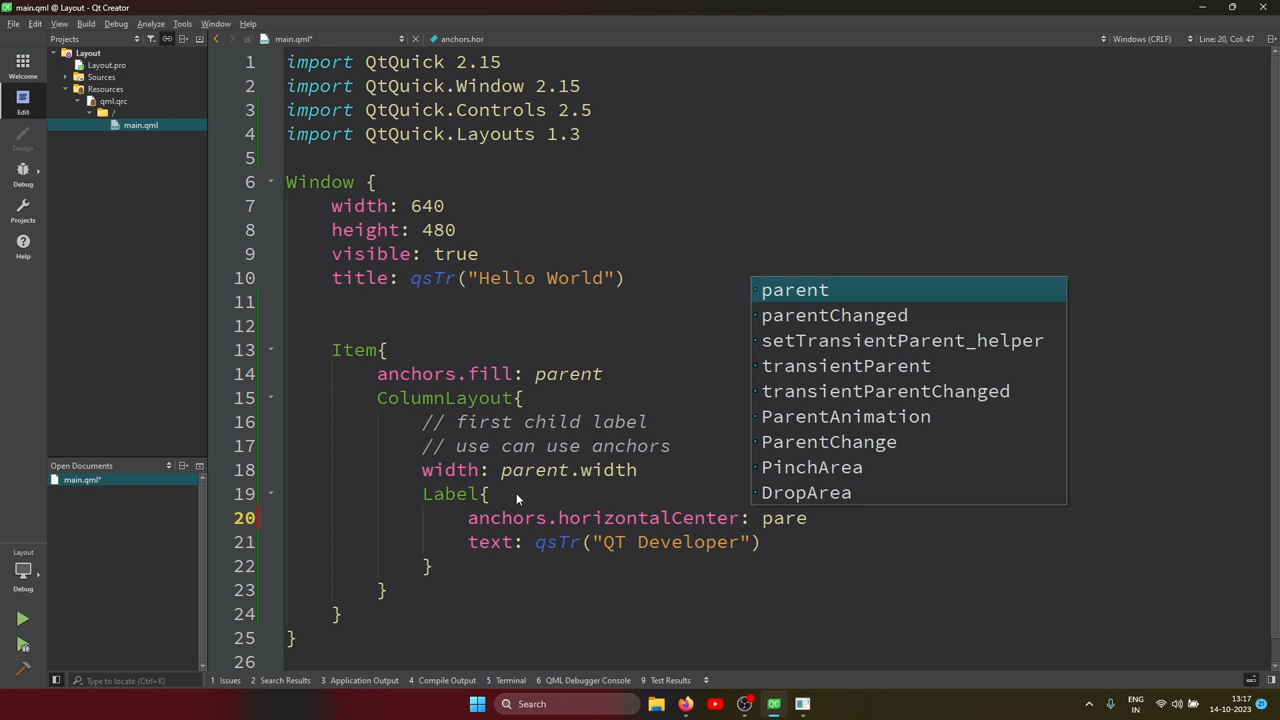 main.qml @ Layout - Qt Creator
File Edit View Build Debug Analyze Tools Window Help
Projects
main.qml*
anchors.hor
Windows (CRLF)
Line: 20, Col: 47
Welcome
Edit
Design
Debug
Projects
Help
Layout
Layout.pro
Sources
Resources
qml.qrc
/
main.qml
Open Documents
main.qml*
Layout
Debug
1 import QtQuick 2.15
2 import QtQuick.Window 2.15
3 import QtQuick.Controls 2.5
4 import QtQuick.Layouts 1.3
5
6 Window {
7 width: 640
8 height: 480
9 visible: true
10 title: qsTr("Hello World")
11
12
13 Item{
14 anchors.fill: parent
15 ColumnLayout{
16 // first child label
17 // use can use anchors
18 width: parent.width
19 Label{
20 anchors.horizontalCenter: pare
21 text: qsTr("QT Developer")
22 }
23 }
24 }
25 }
26
parent
parentChanged
setTransientParent_helper
transientParent
transientParentChanged
ParentAnimation
ParentChange
PinchArea
DropArea
Type to locate (Ctrl+K)
1 Issues 2 Search Results 3 Application Output 4 Compile Output 5 Terminal 6 QML Debugger Console 9 Test Results
Search
ENG
IN
13:17
14-10-2023
21